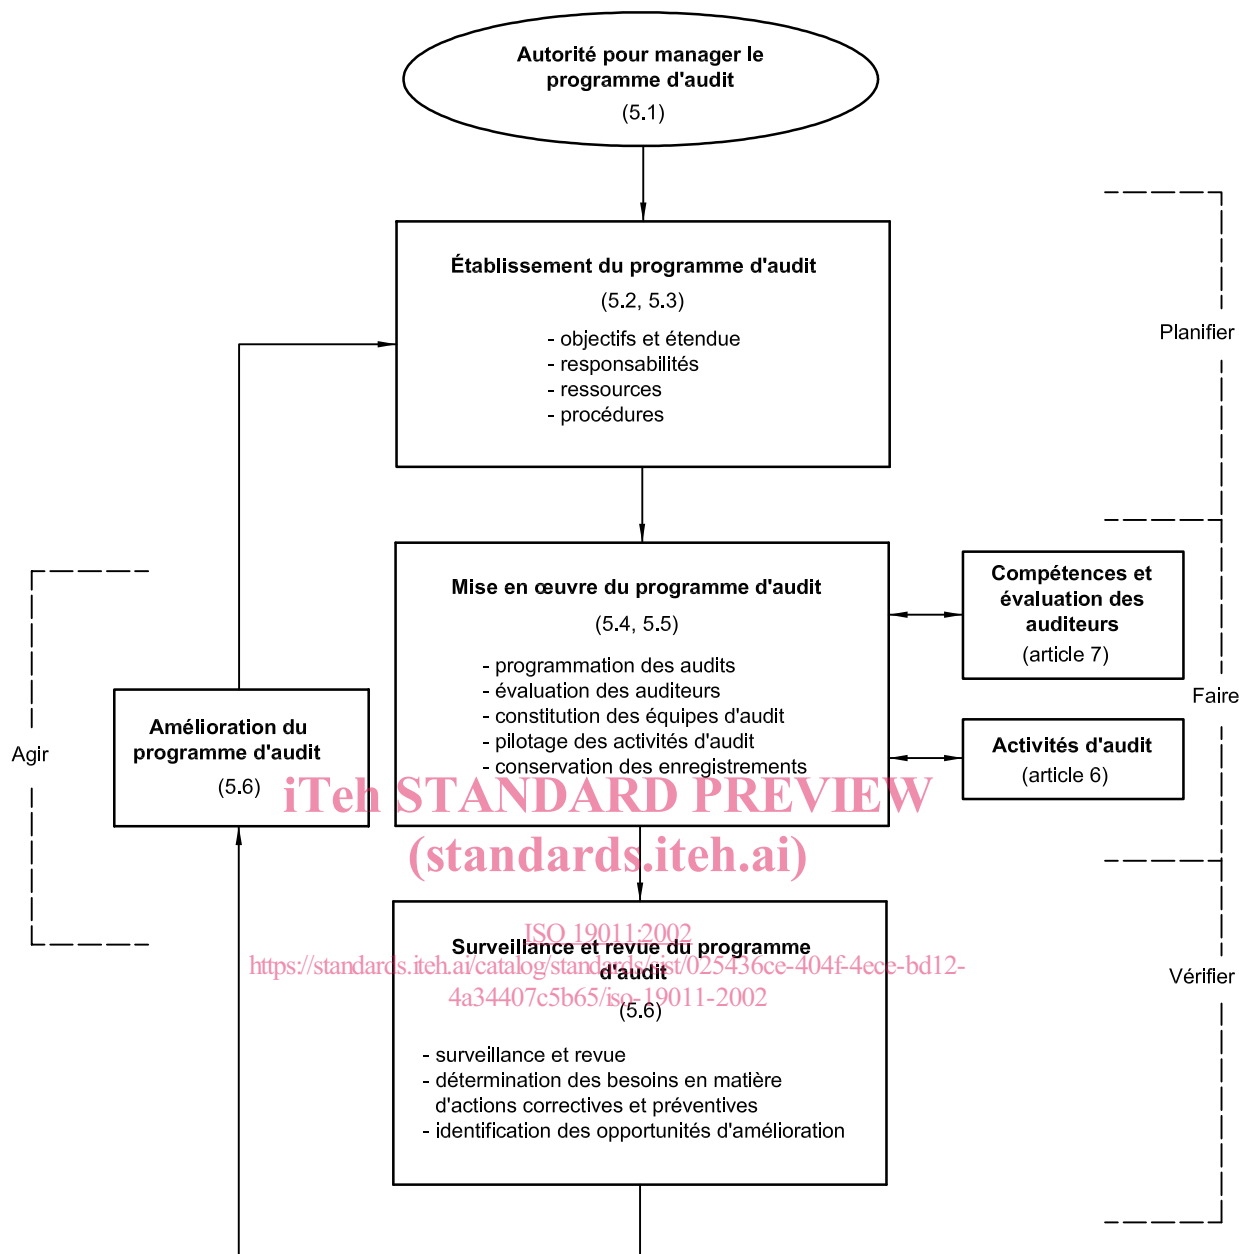 Autorité pour manager le
programme d'audit
(5.1)
Établissement du programme d'audit
(5.2, 5.3)
- objectifs et étendue
- responsabilités
- ressources
- procédures
Planifier
Mise en œuvre du programme d'audit
(5.4, 5.5)
- programmation des audits
- évaluation des auditeurs
- constitution des équipes d'audit
- pilotage des activités d'audit
- conservation des enregistrements
Compétences et
évaluation des
auditeurs
(article 7)
Faire
Activités d'audit
(article 6)
Amélioration du
programme d'audit
(5.6)
Agir
iTeh STANDARD PREVIEW
(standards.iteh.ai)
ISO 19011:2002
Surveillance et revue du programme
d'audit
https://standards.iteh.ai/catalog/standards/sist/025436ce-404f-4ece-bd12-
4a34407c5b65/iso-19011-2002
(5.6)
- surveillance et revue
- détermination des besoins en matière
d'actions correctives et préventives
- identification des opportunités d'amélioration
Vérifier